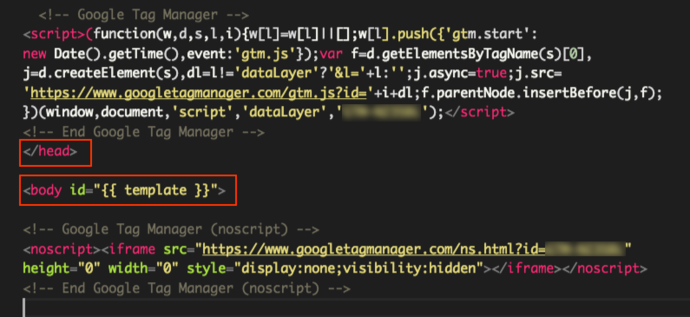 <!-- Google Tag Manager -->
<script>(function(w,d,s,l,i){w[l]=w[l]||[];w[l].push({'gtm.start':
new Date().getTime(),event:'gtm.js'});var f=d.getElementsByTagName(s)[0],
j=d.createElement(s),dl=l!='dataLayer'?'&l='+l:'';j.async=true;j.src=
'https://www.googletagmanager.com/gtm.js?id='+i+dl;f.parentNode.insertBefore(j,f);
})(window,document,'script','dataLayer','');</script>
<!-- End Google Tag Manager -->
</head>
<body id="{{ template }}">
<!-- Google Tag Manager (noscript) -->
<noscript><iframe src="https://www.googletagmanager.com/ns.html?id="
height="0" width="0" style="display:none;visibility:hidden"></iframe></noscript>
<!-- End Google Tag Manager (noscript) -->